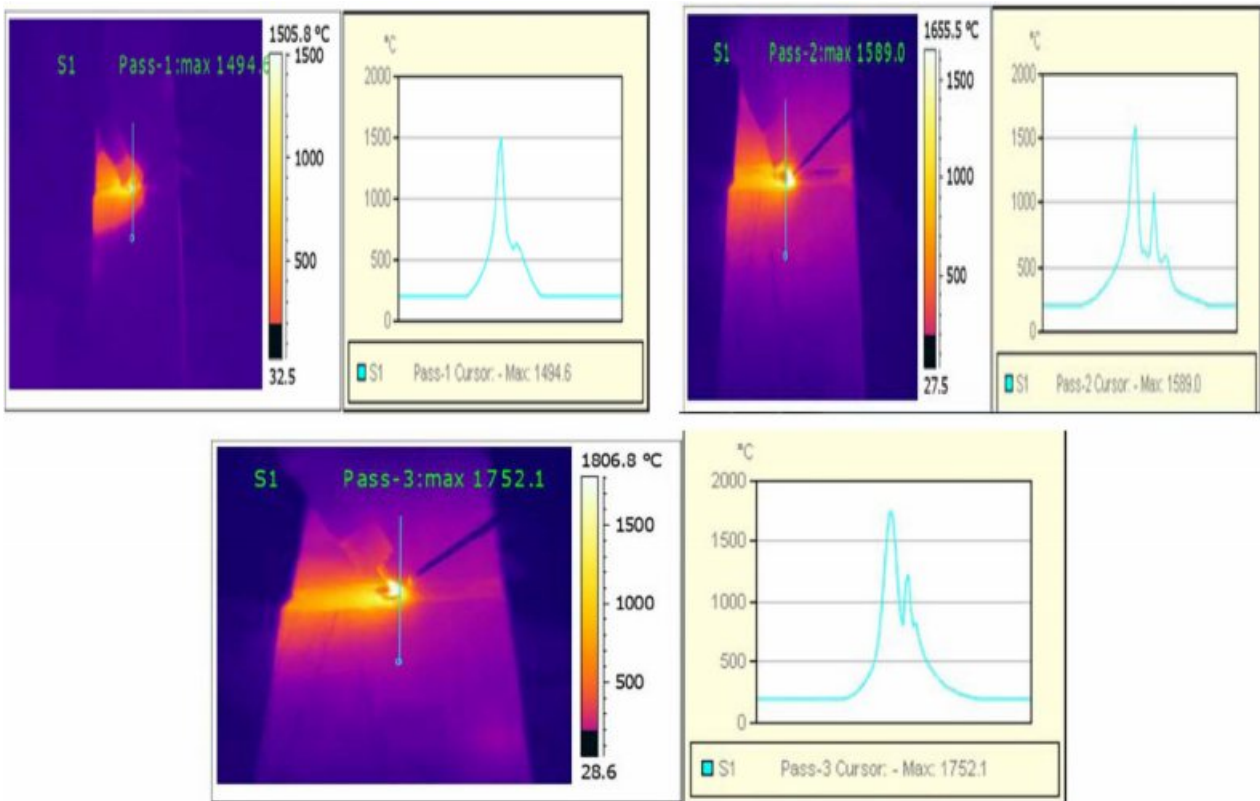 1505.8 °C
S1 Pass-1:max 1494.6
1500
1000
500
32.5
°C
2000
1500
1000
500
0
S1 Pass-1 Cursor: - Max: 1494.6
1655.5 °C
S1 Pass-2:max 1589.0
1500
1000
500
27.5
°C
2000
1500
1000
500
0
S1 Pass-2 Cursor: - Max: 1589.0
1806.8 °C
S1 Pass-3:max 1752.1
1500
1000
500
28.6
°C
2000
1500
1000
500
0
S1 Pass-3 Cursor: - Max: 1752.1